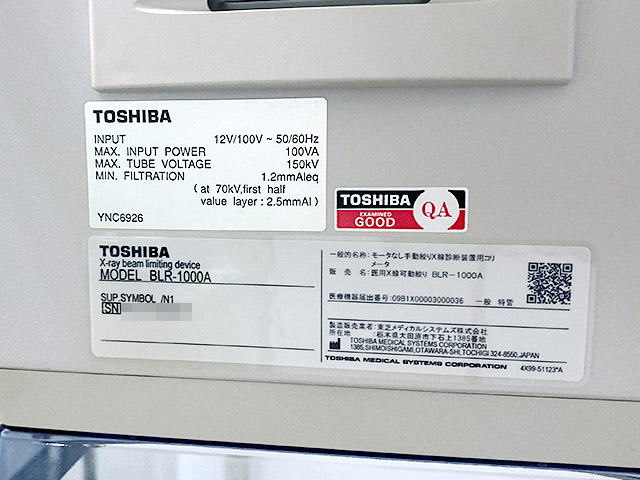 TOSHIBA
INPUT 12V/100V ~ 50/60Hz
MAX. INPUT POWER 100VA
MAX. TUBE VOLTAGE 150kV
MIN. FILTRATION 1.2mmAleq
(at 70kV,first half
value layer : 2.5mmAl)
YNC6926
TOSHIBA
EXAMINED
GOOD
QA
TOSHIBA
X-ray beam limiting device
MODEL BLR-1000A
SUP.SYMBOL /N1
SN
一般的名称:モータなし手動絞りX線診断装置用コリ
メータ
販売名:医用X線可動絞り BLR-1000A
医療機器届出番号:09B1X00003000036 一般 特管
製造販売業者:東芝メディカルシステムズ株式会社
所在地:栃木県大田原市下石上1385番地
TOSHIBA MEDICAL SYSTEMS CORPORATION
1385,SHIMOISHIGAMI,OTAWARA-SHI,TOCHIGI 324-8550,JAPAN
TOSHIBA MEDICAL SYSTEMS CORPORATION
4X99-51123*A